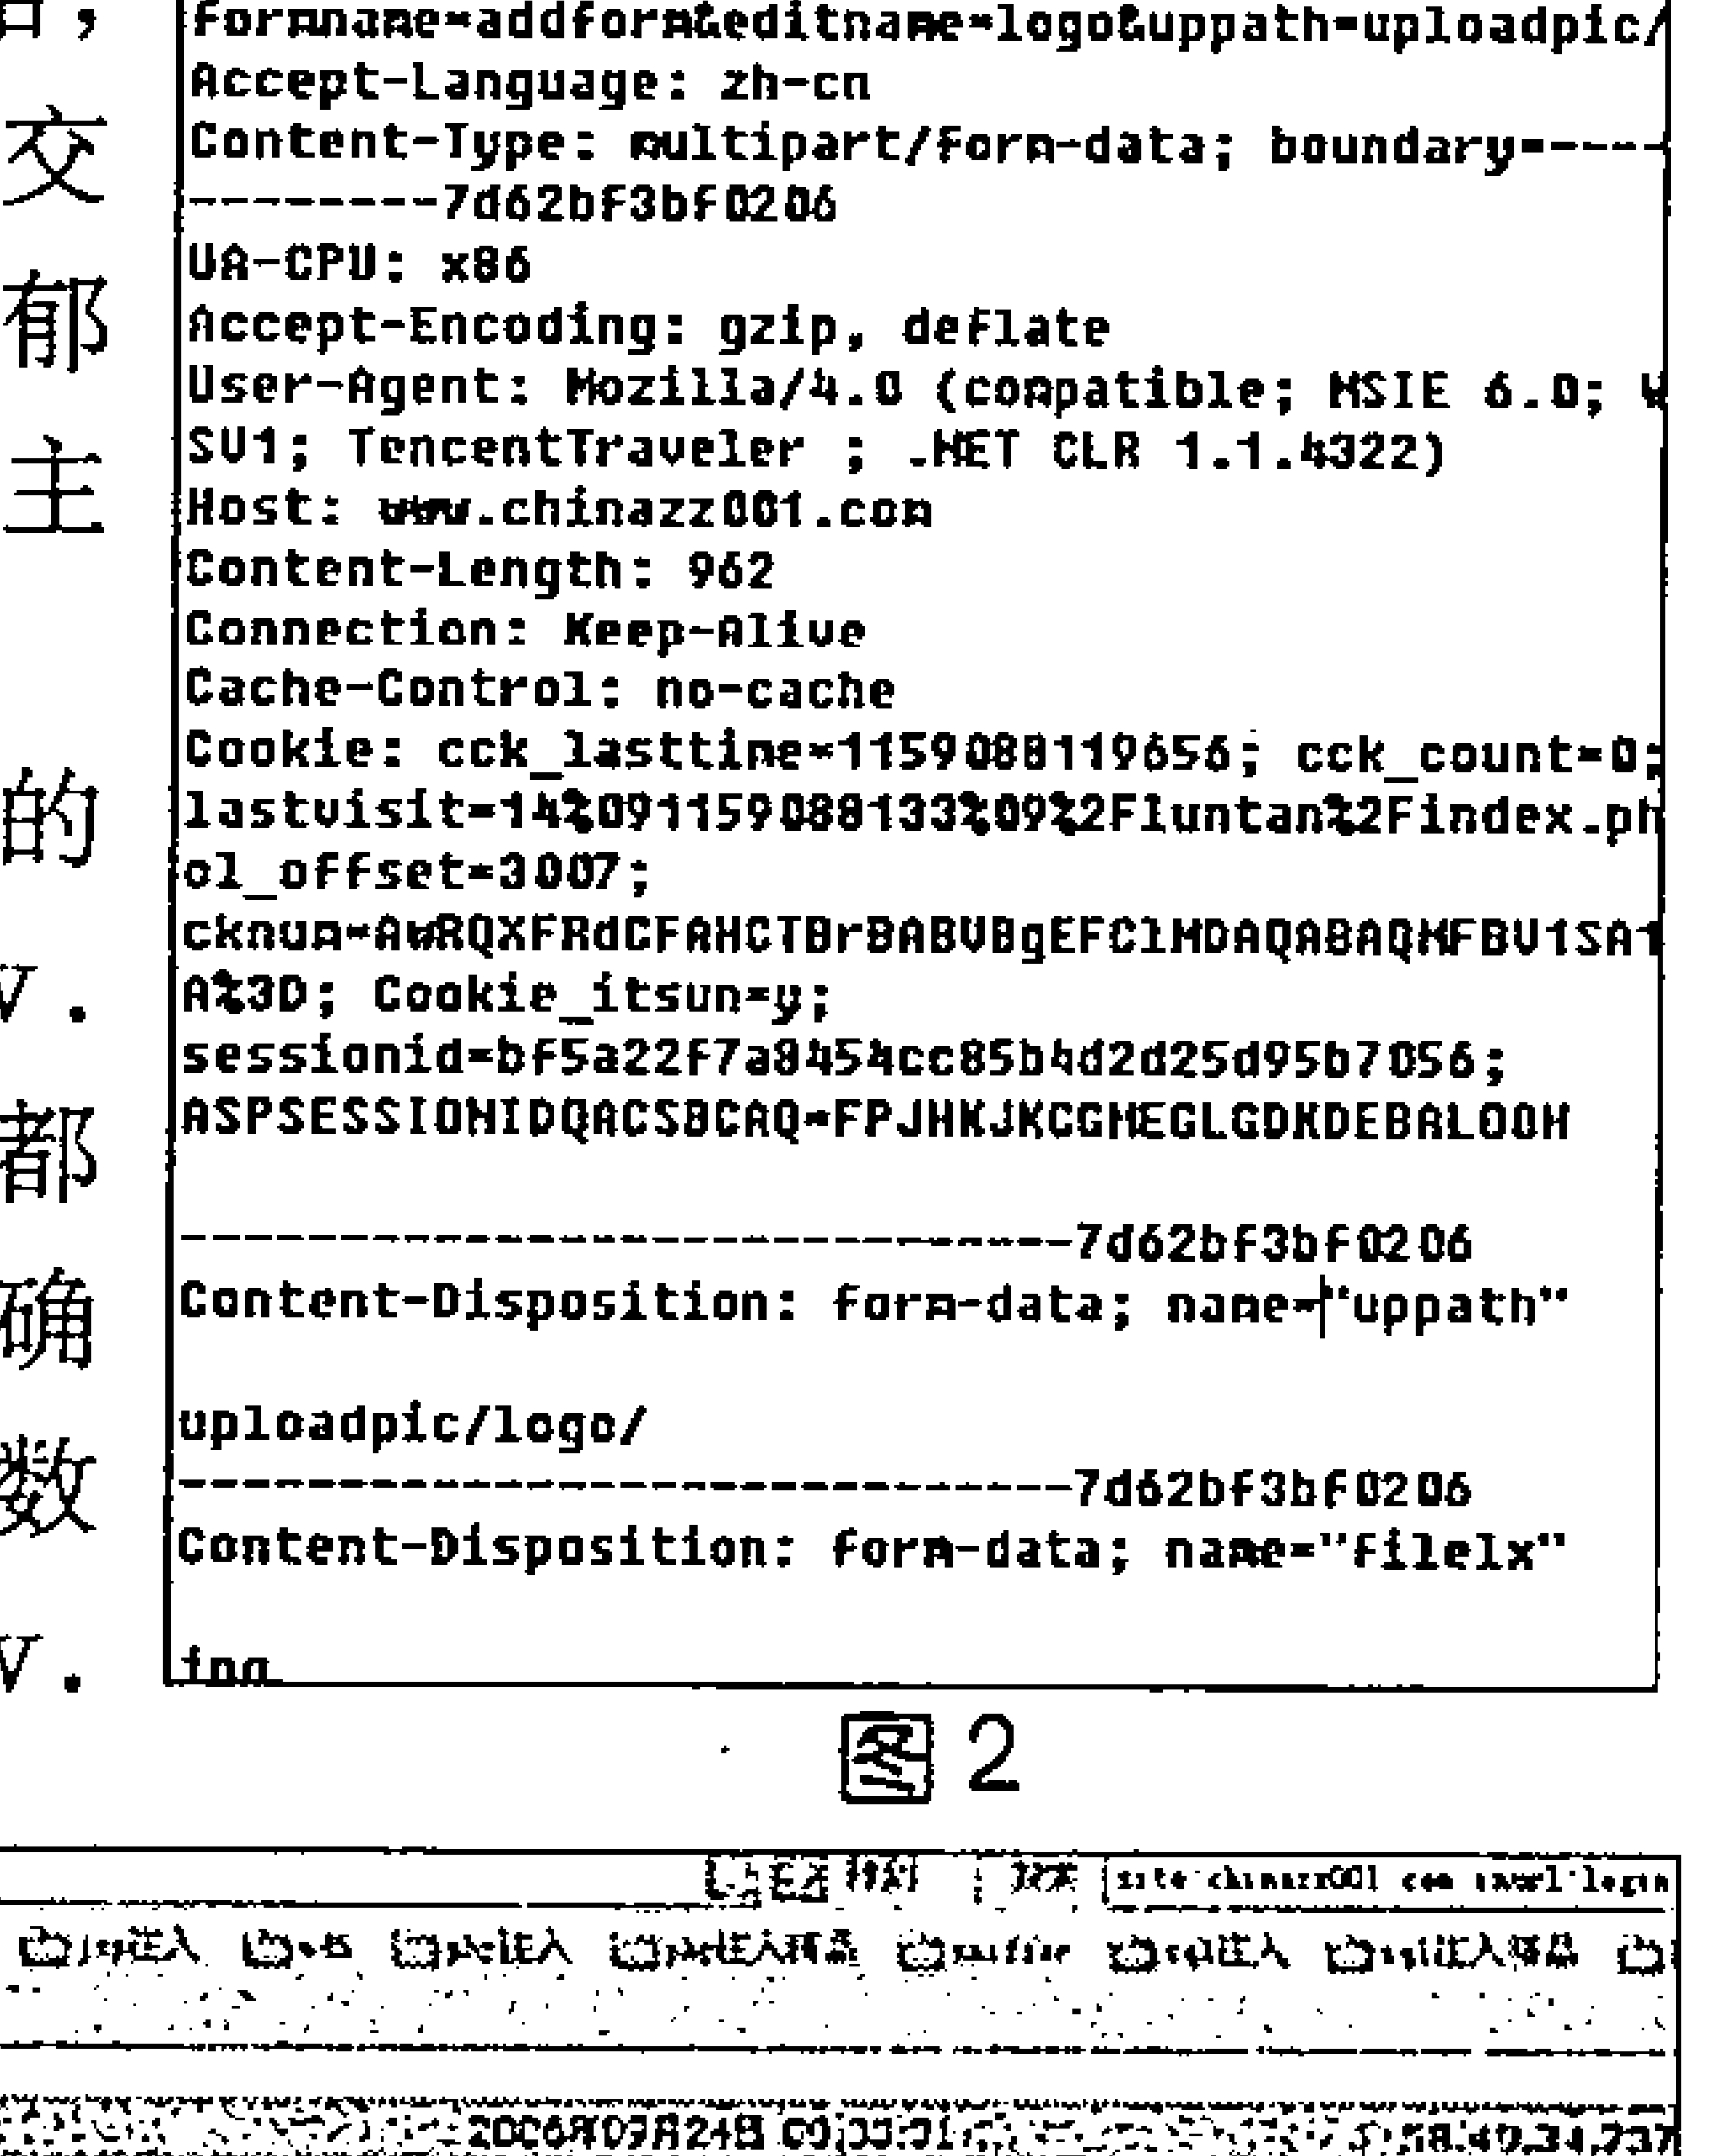 formname=addform&editname=logo&uppath=uploadpic/
Accept-Language: zh-cn
Content-Type: multipart/form-data; boundary=----
--------7d62bf3bf0206
UA-CPU: x86
Accept-Encoding: gzip, deflate
User-Agent: Mozilla/4.0 (compatible; MSIE 6.0; W
SV1; TencentTraveler ; .NET CLR 1.1.4322)
Host: www.chinazz001.com
Content-Length: 962
Connection: Keep-Alive
Cache-Control: no-cache
Cookie: cck_lasttime=1159088119656; cck_count=0;
lastvisit=14%091159088133%09%2Fluntan%2Findex.ph
ol_offset=3007;
cknum=AwRQXFRdCFAHCTBrBABVBgEFClMDAQABAQMFBV1SA1
A%3D; Cookie_itsun=y;
sessionid=bf5a22f7a8454cc85b4d2d25d95b7056;
ASPSESSIONIDQACSBCAQ=FPJHKJKCGMEGLGDKDEBALOOH
-----------------------------7d62bf3bf0206
Content-Disposition: form-data; name="uppath"
uploadpic/logo/
-----------------------------7d62bf3bf0206
Content-Disposition: form-data; name="filelx"
jpg
图2
交
郁
主
的
v.
都
确
数
v.